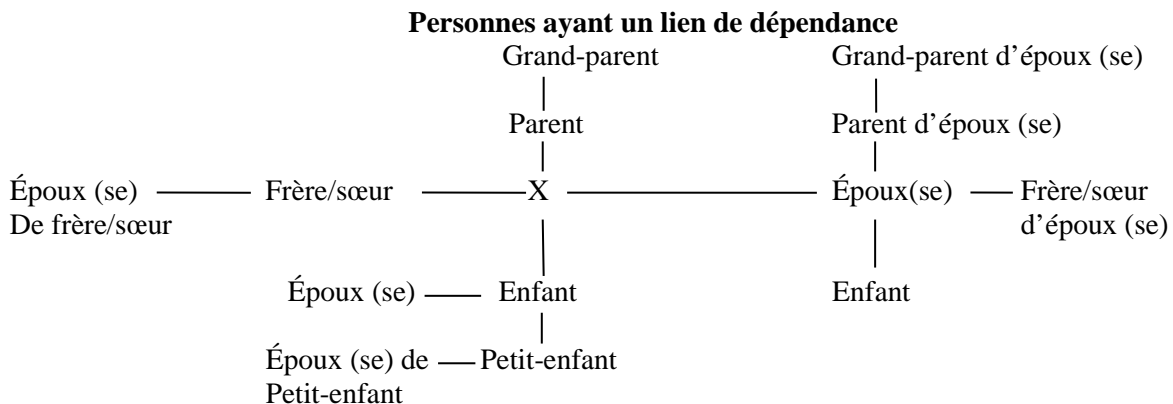 Personnes ayant un lien de dépendance
Grand-parent Grand-parent d’époux (se)
Parent Parent d’époux (se)
Époux (se) Frère/sœur X Époux(se) Frère/sœur
De frère/sœur d’époux (se)
Époux (se) Enfant Enfant
Époux (se) de Petit-enfant
Petit-enfant